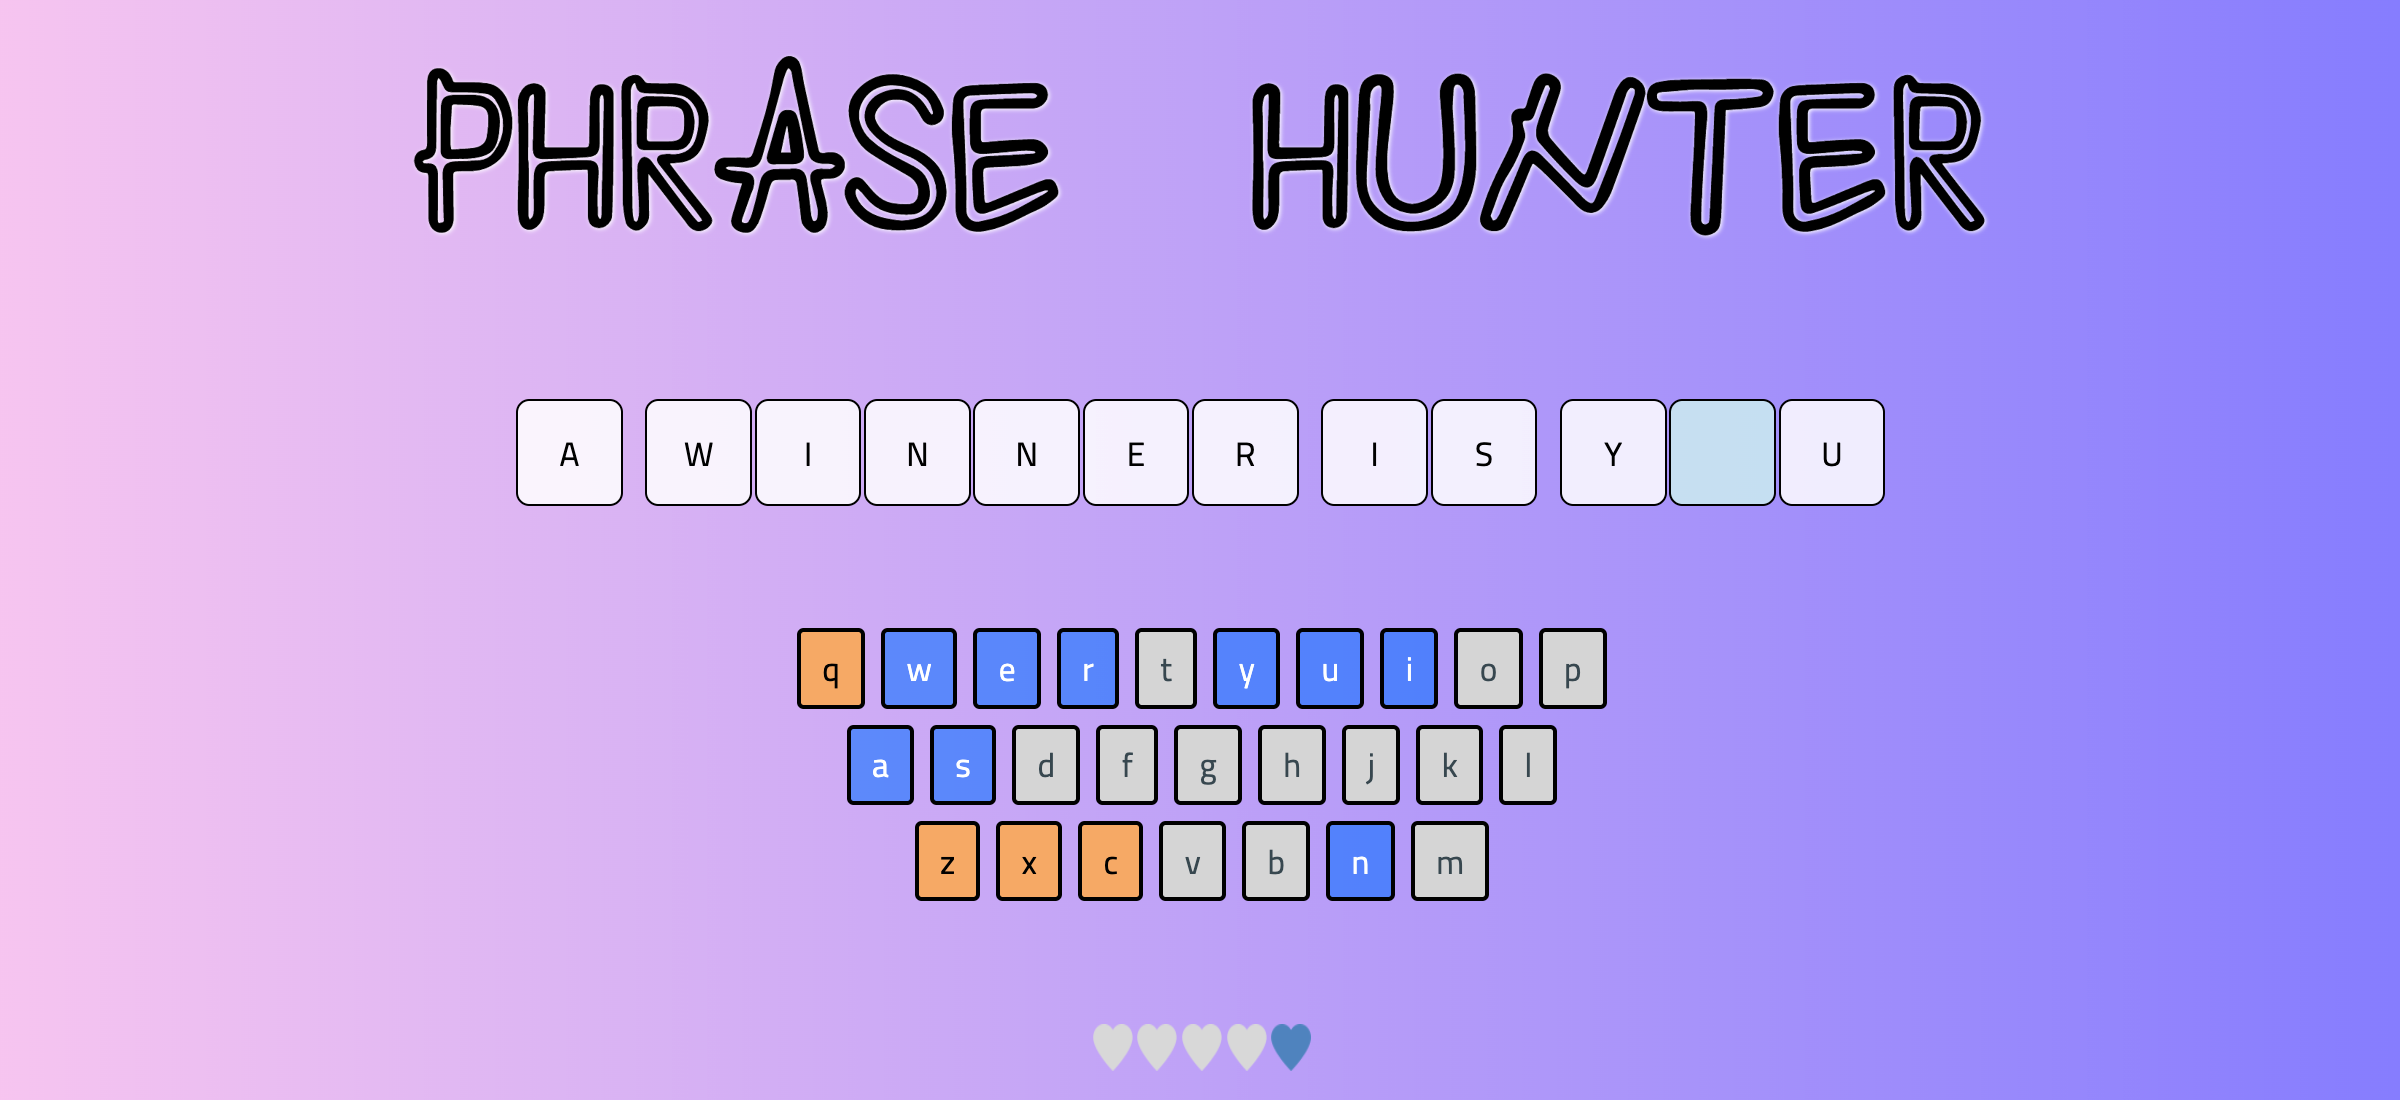 PHRASE HUNTER
A WINNER IS Y U
q w e r t y u i o p
a s d f g h j k l
z x c v b n m